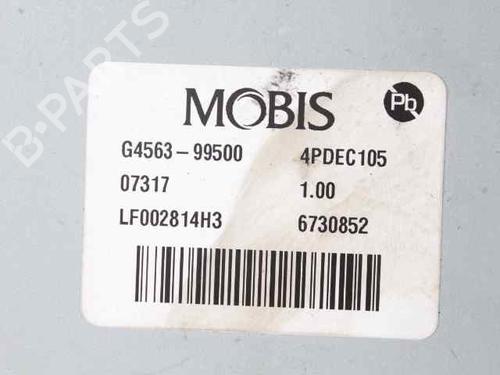 B-PARTS
MOBIS
Pb
G4563-99500 4PDEC105
07317 1.00
LF002814H3 6730852